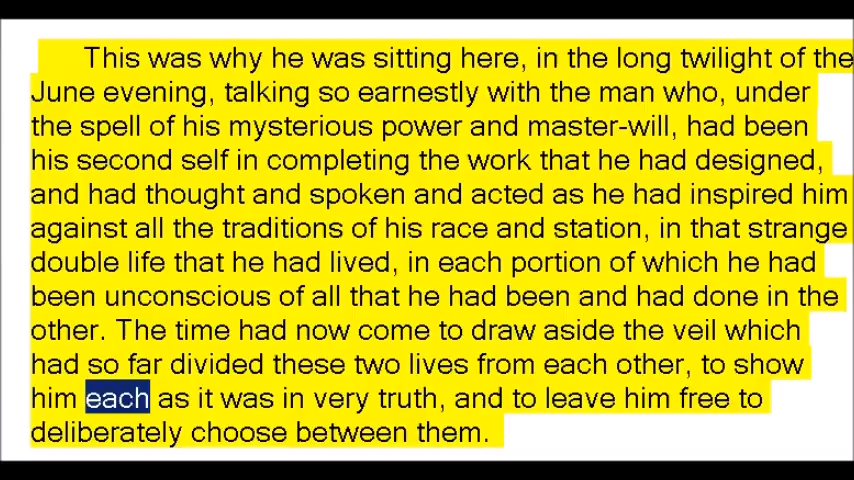 This was why he was sitting here, in the long twilight of the
June evening, talking so earnestly with the man who, under
the spell of his mysterious power and master-will, had been
his second self in completing the work that he had designed,
and had thought and spoken and acted as he had inspired him
against all the traditions of his race and station, in that strange
double life that he had lived, in each portion of which he had
been unconscious of all that he had been and had done in the
other. The time had now come to draw aside the veil which
had so far divided these two lives from each other, to show
him each as it was in very truth, and to leave him free to
deliberately choose between them.